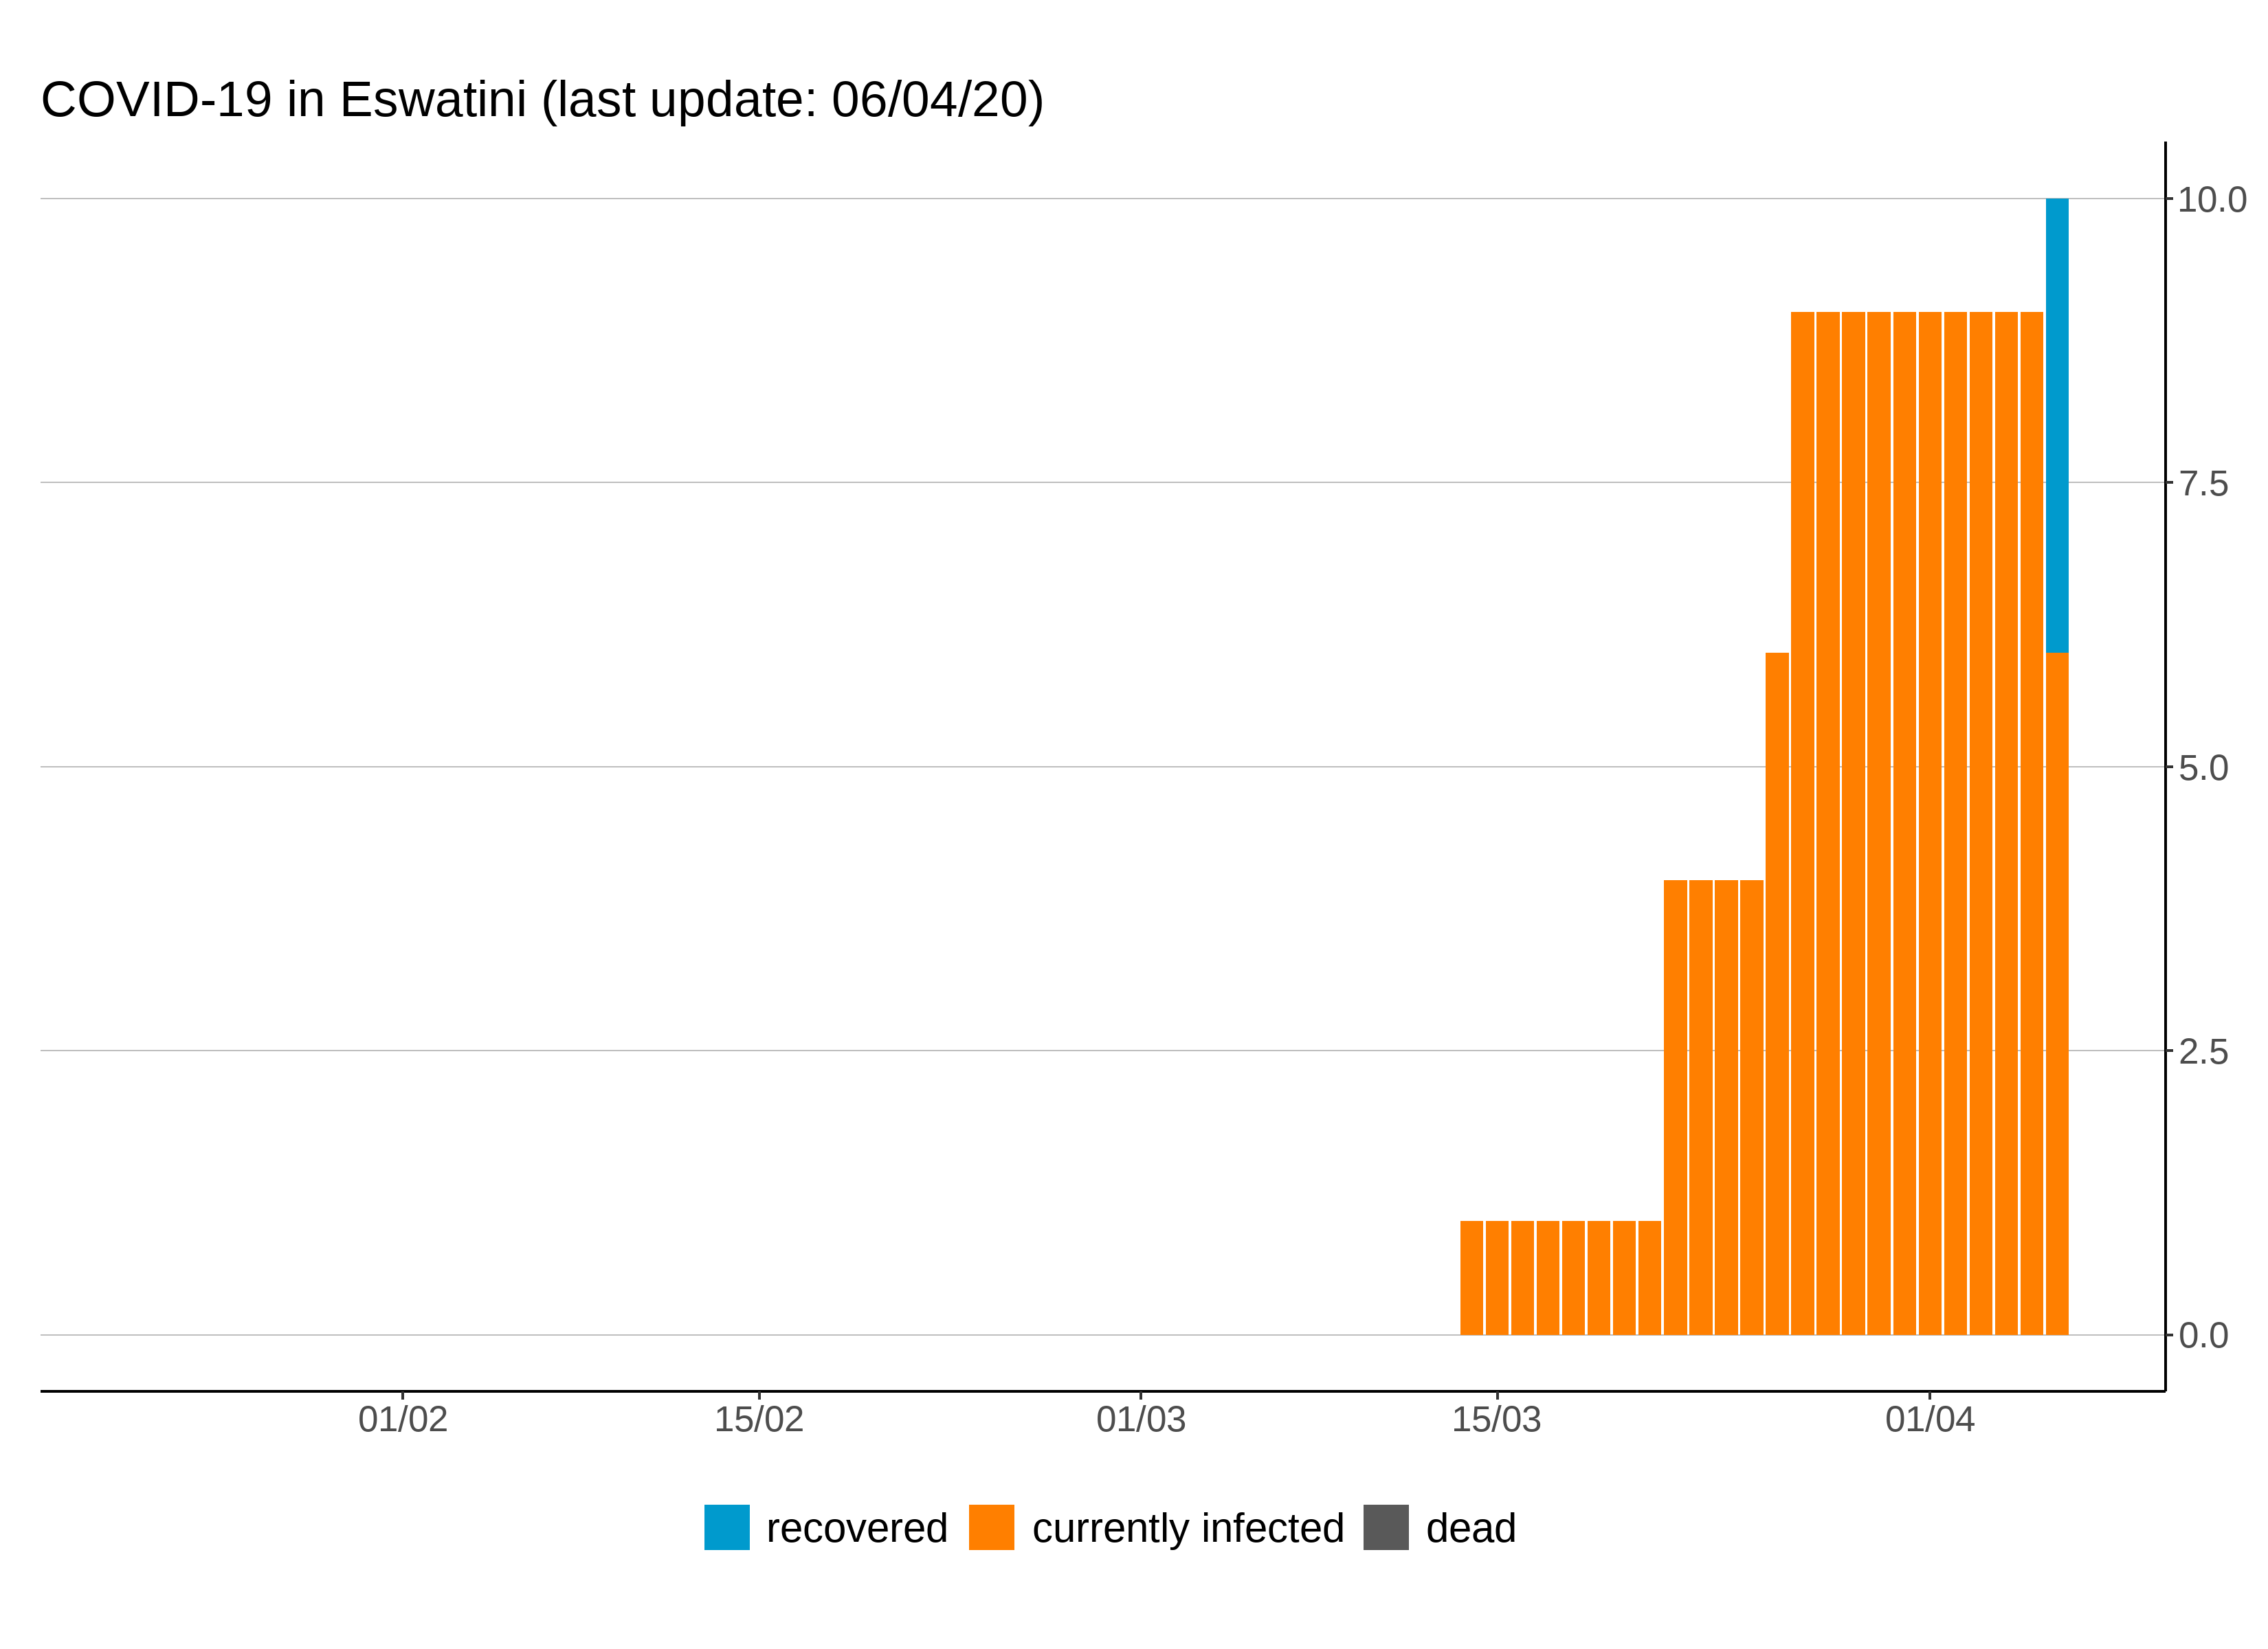 COVID-19 in Eswatini (last update: 06/04/20)
10.0
7.5
5.0
2.5
0.0
01/02 15/02 01/03 15/03 01/04
recovered currently infected dead